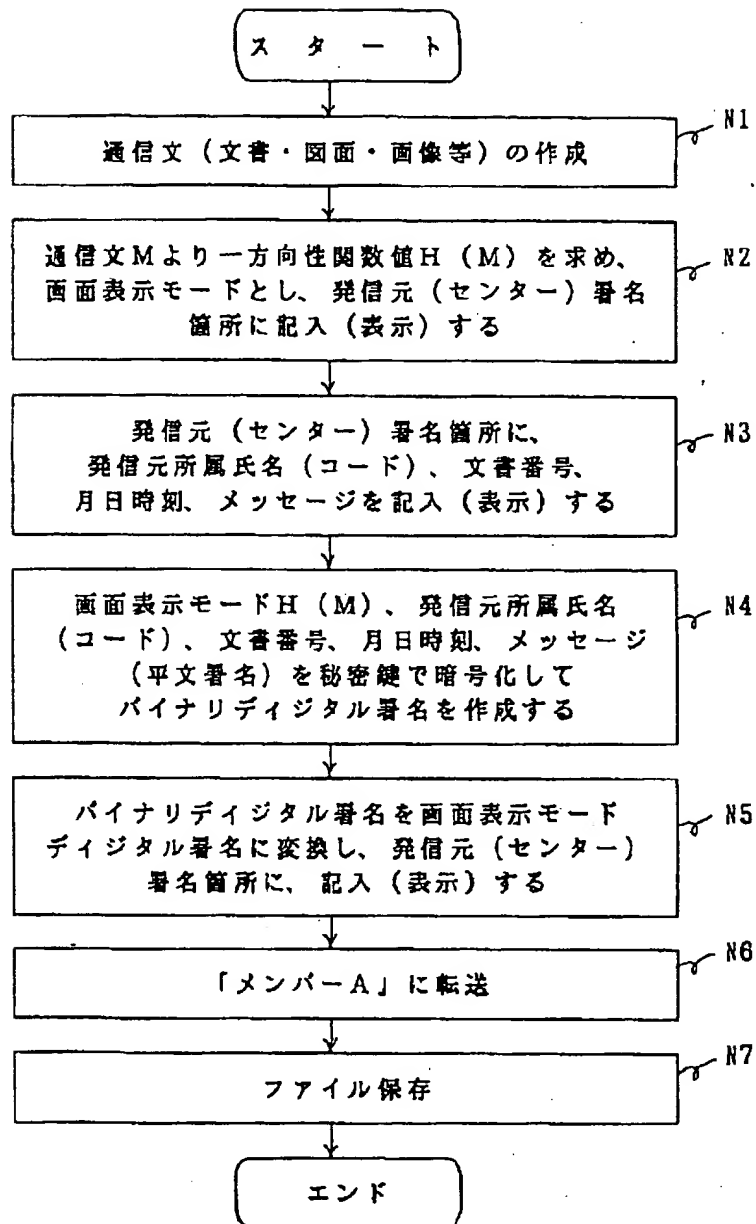 スタート
N1
通信文（文書・図面・画像等）の作成
N2
通信文Mより一方向性関数値H（M）を求め、
画面表示モードとし、発信元（センター）署名
箇所に記入（表示）する
N3
発信元（センター）署名箇所に、
発信元所属氏名（コード）、文書番号、
月日時刻、メッセージを記入（表示）する
N4
画面表示モードH（M）、発信元所属氏名
（コード）、文書番号、月日時刻、メッセージ
（平文署名）を秘密鍵で暗号化して
バイナリディジタル署名を作成する
N5
バイナリディジタル署名を画面表示モード
ディジタル署名に変換し、発信元（センター）
署名箇所に、記入（表示）する
N6
「メンバーA」に転送
N7
ファイル保存
エンド